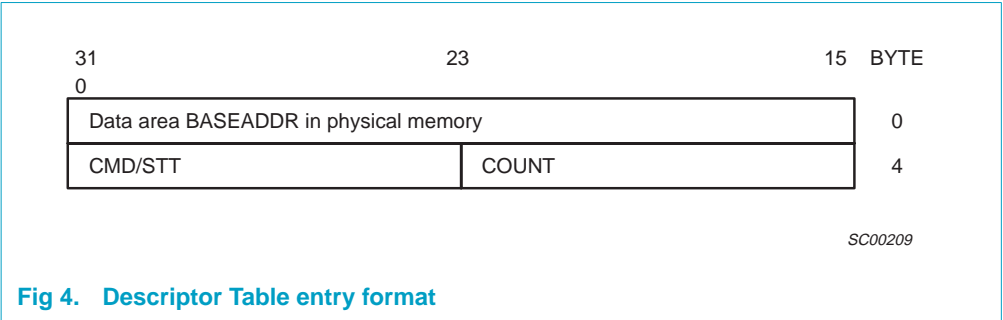 31 23 15 BYTE
0
Data area BASEADDR in physical memory 0
CMD/STT COUNT 4
SC00209
Fig 4. Descriptor Table entry format